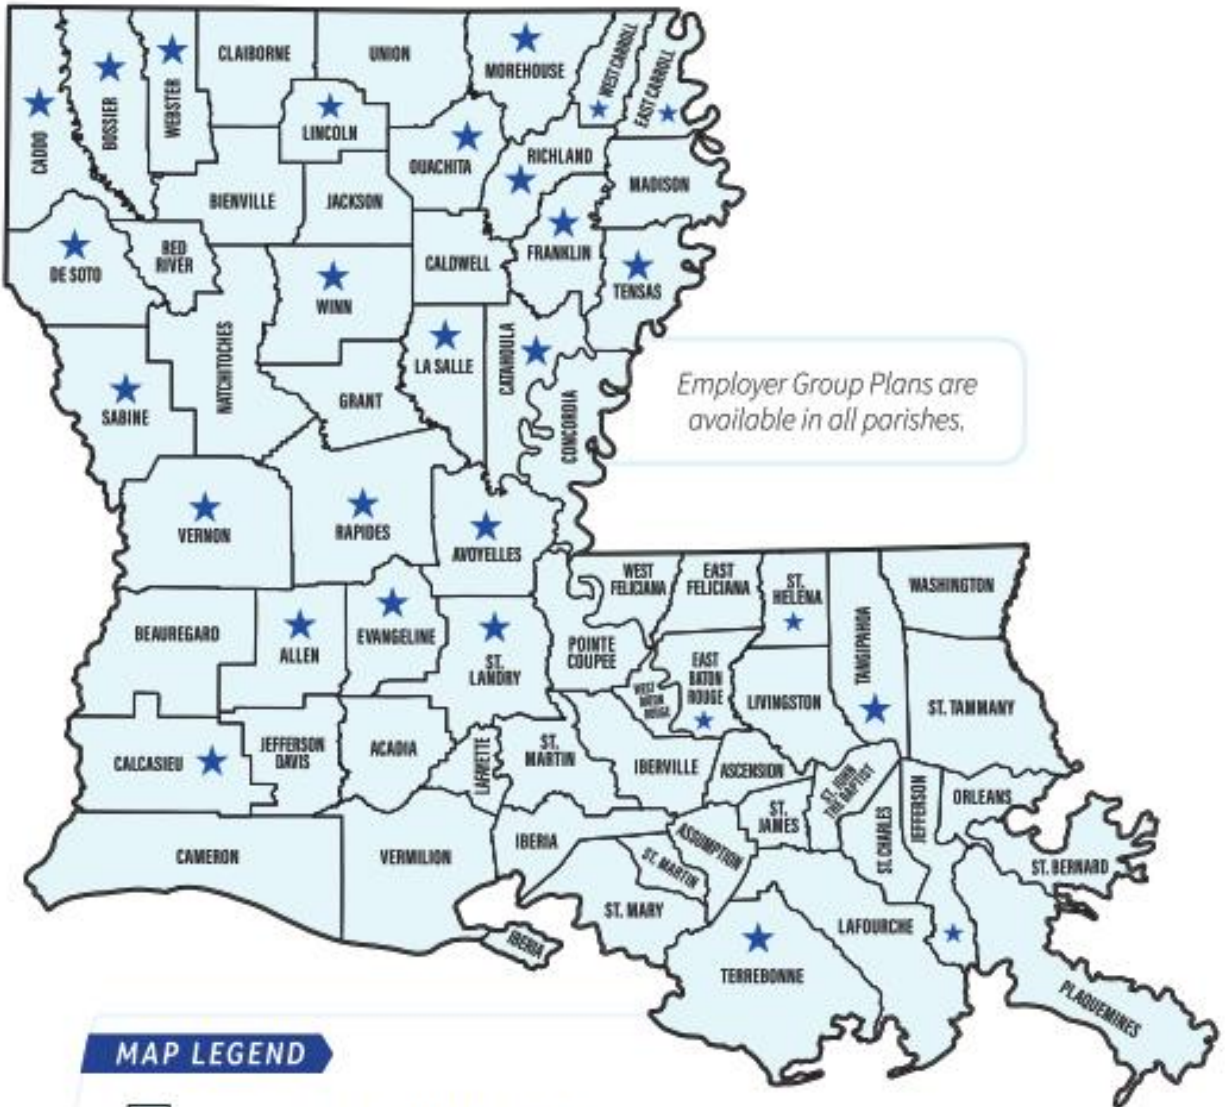 CLAIBORNE
UNION
MOREHOUSE
WEST CARROLL
EAST CARROLL
CADDO
BOSSIER
WEBSTER
LINCOLN
OUACHITA
RICHLAND
MADISON
BIENVILLE
JACKSON
DE SOTO
RED
RIVER
CALDWELL
FRANKLIN
TENSAS
WINN
NATCHITOCHES
LA SALLE
CATAHOULA
CONCORDIA
SABINE
GRANT
Employer Group Plans are
available in all parishes.
VERNON
RAPIDES
AVOYELLES
WEST
FELICIANA
EAST
FELICIANA
ST.
HELENA
TANGIPAHOA
WASHINGTON
BEAUREGARD
ALLEN
EVANGELINE
ST.
LANDRY
POINTE
COUPEE
WEST
BATON
ROUGE
EAST
BATON
ROUGE
LIVINGSTON
ST. TAMMANY
CALCASIEU
JEFFERSON
DAVIS
ACADIA
LAFAYETTE
ST.
MARTIN
IBERVILLE
ASCENSION
ST. JOHN
THE BAPTIST
ST.
JAMES
ST. CHARLES
JEFFERSON
ORLEANS
CAMERON
VERMILION
IBERIA
ASSUMPTION
ST. MARTIN
ST. BERNARD
ST. MARY
LAFOURCHE
IBERIA
TERREBONNE
PLAQUEMINES
MAP LEGEND